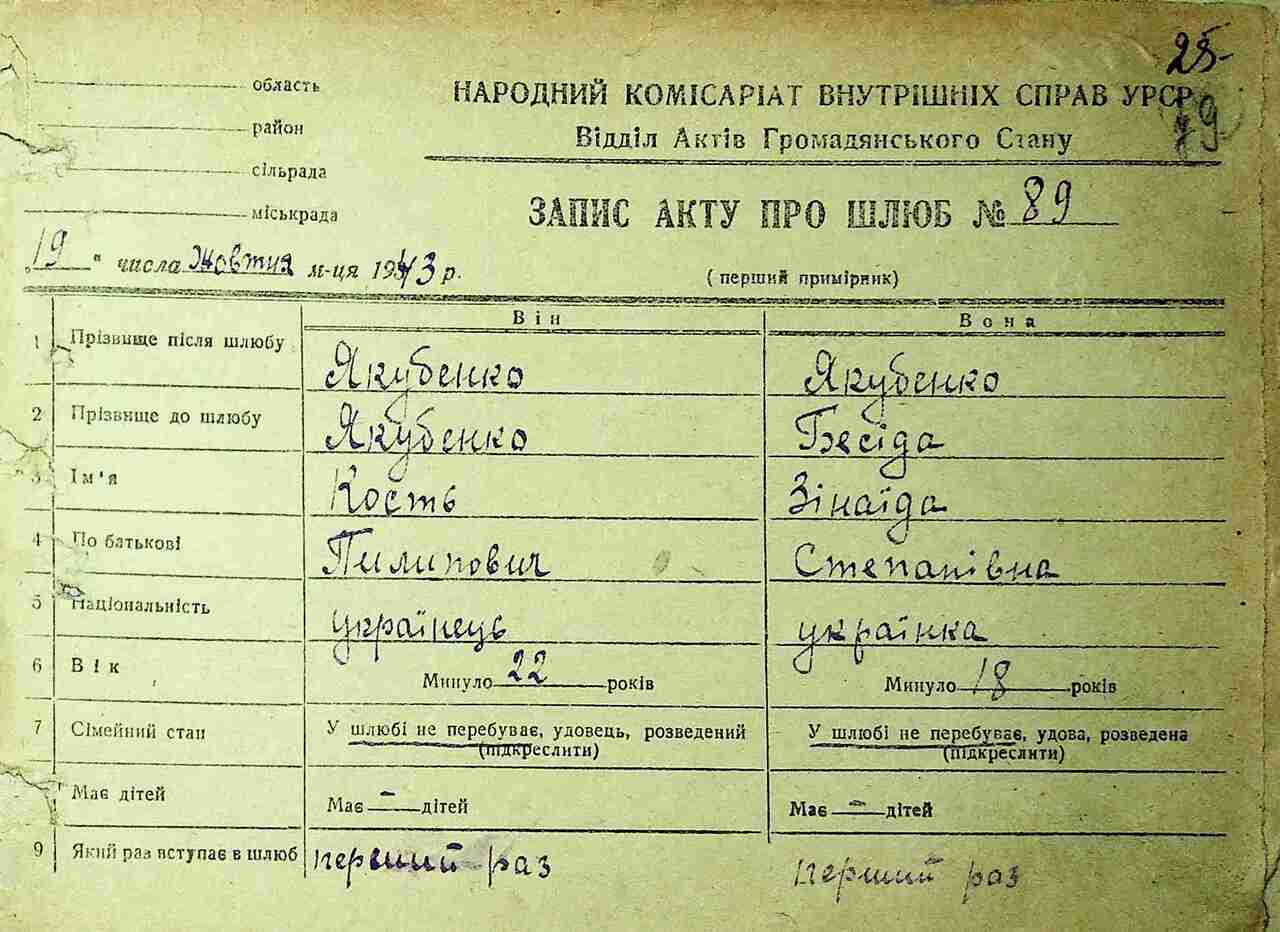 25-
79
область
район
сільрада
міськрада
НАРОДНИЙ КОМІСАРІАТ ВНУТРІШНІХ СПРАВ УРСР
Відділ Актів Громадянського Стану
ЗАПИС АКТУ ПРО ШЛЮБ № 89
„19" числа Жовтня м-ця 1943 р.
(перший примірник)
Він Вона
1 Прізвище після шлюбу Якубенко Якубенко
2 Прізвище до шлюбу Якубенко Бесіда
3 Ім'я Кость Зінаїда
4 По батькові Пилипович Степанівна
5 Національність українець українка
6 Вік Минуло 22 років Минуло 18 років
7 Сімейний стан У шлюбі не перебуває, удовець, розведений У шлюбі не перебуває, удова, розведена
(підкреслити) (підкреслити)
Має дітей Має — дітей Має — дітей
9 Який раз вступає в шлюб перший раз перший раз